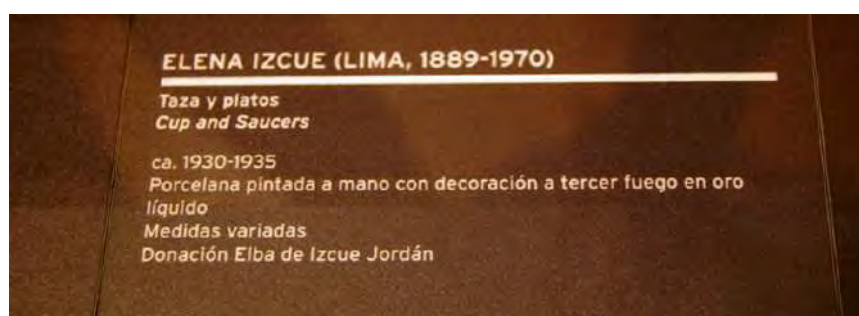 ELENA IZCUE (LIMA, 1889-1970)
Taza y platos
Cup and Saucers
ca. 1930-1935
Porcelana pintada a mano con decoración a tercer fuego en oro
líquido
Medidas variadas
Donación Elba de Izcue Jordán